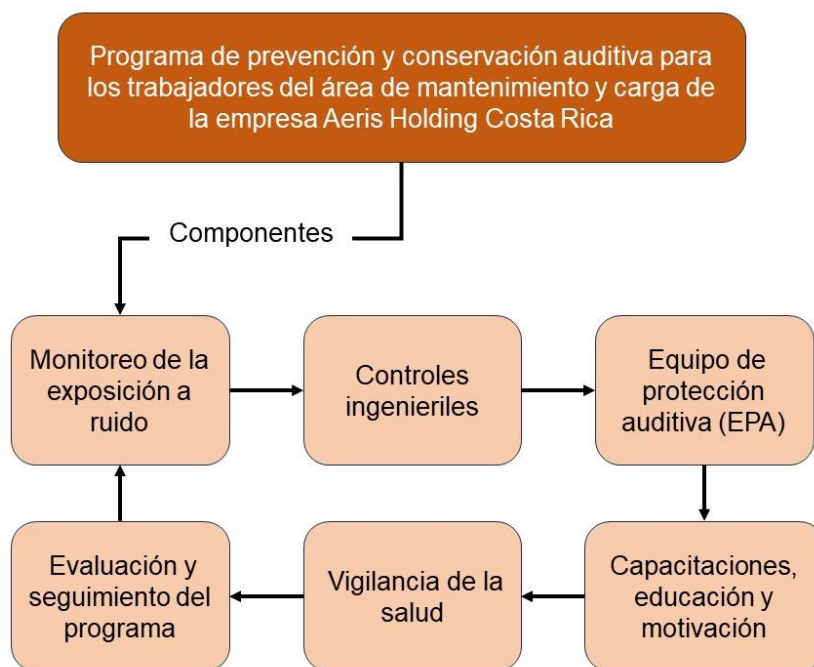 Programa de prevención y conservación auditiva para
los trabajadores del área de mantenimiento y carga de
la empresa Aeris Holding Costa Rica
Componentes
Monitoreo de la
exposición a
ruido
Controles
ingenieriles
Equipo de
protección
auditiva (EPA)
Evaluación y
seguimiento del
programa
Vigilancia de la
salud
Capacitaciones,
educación y
motivación